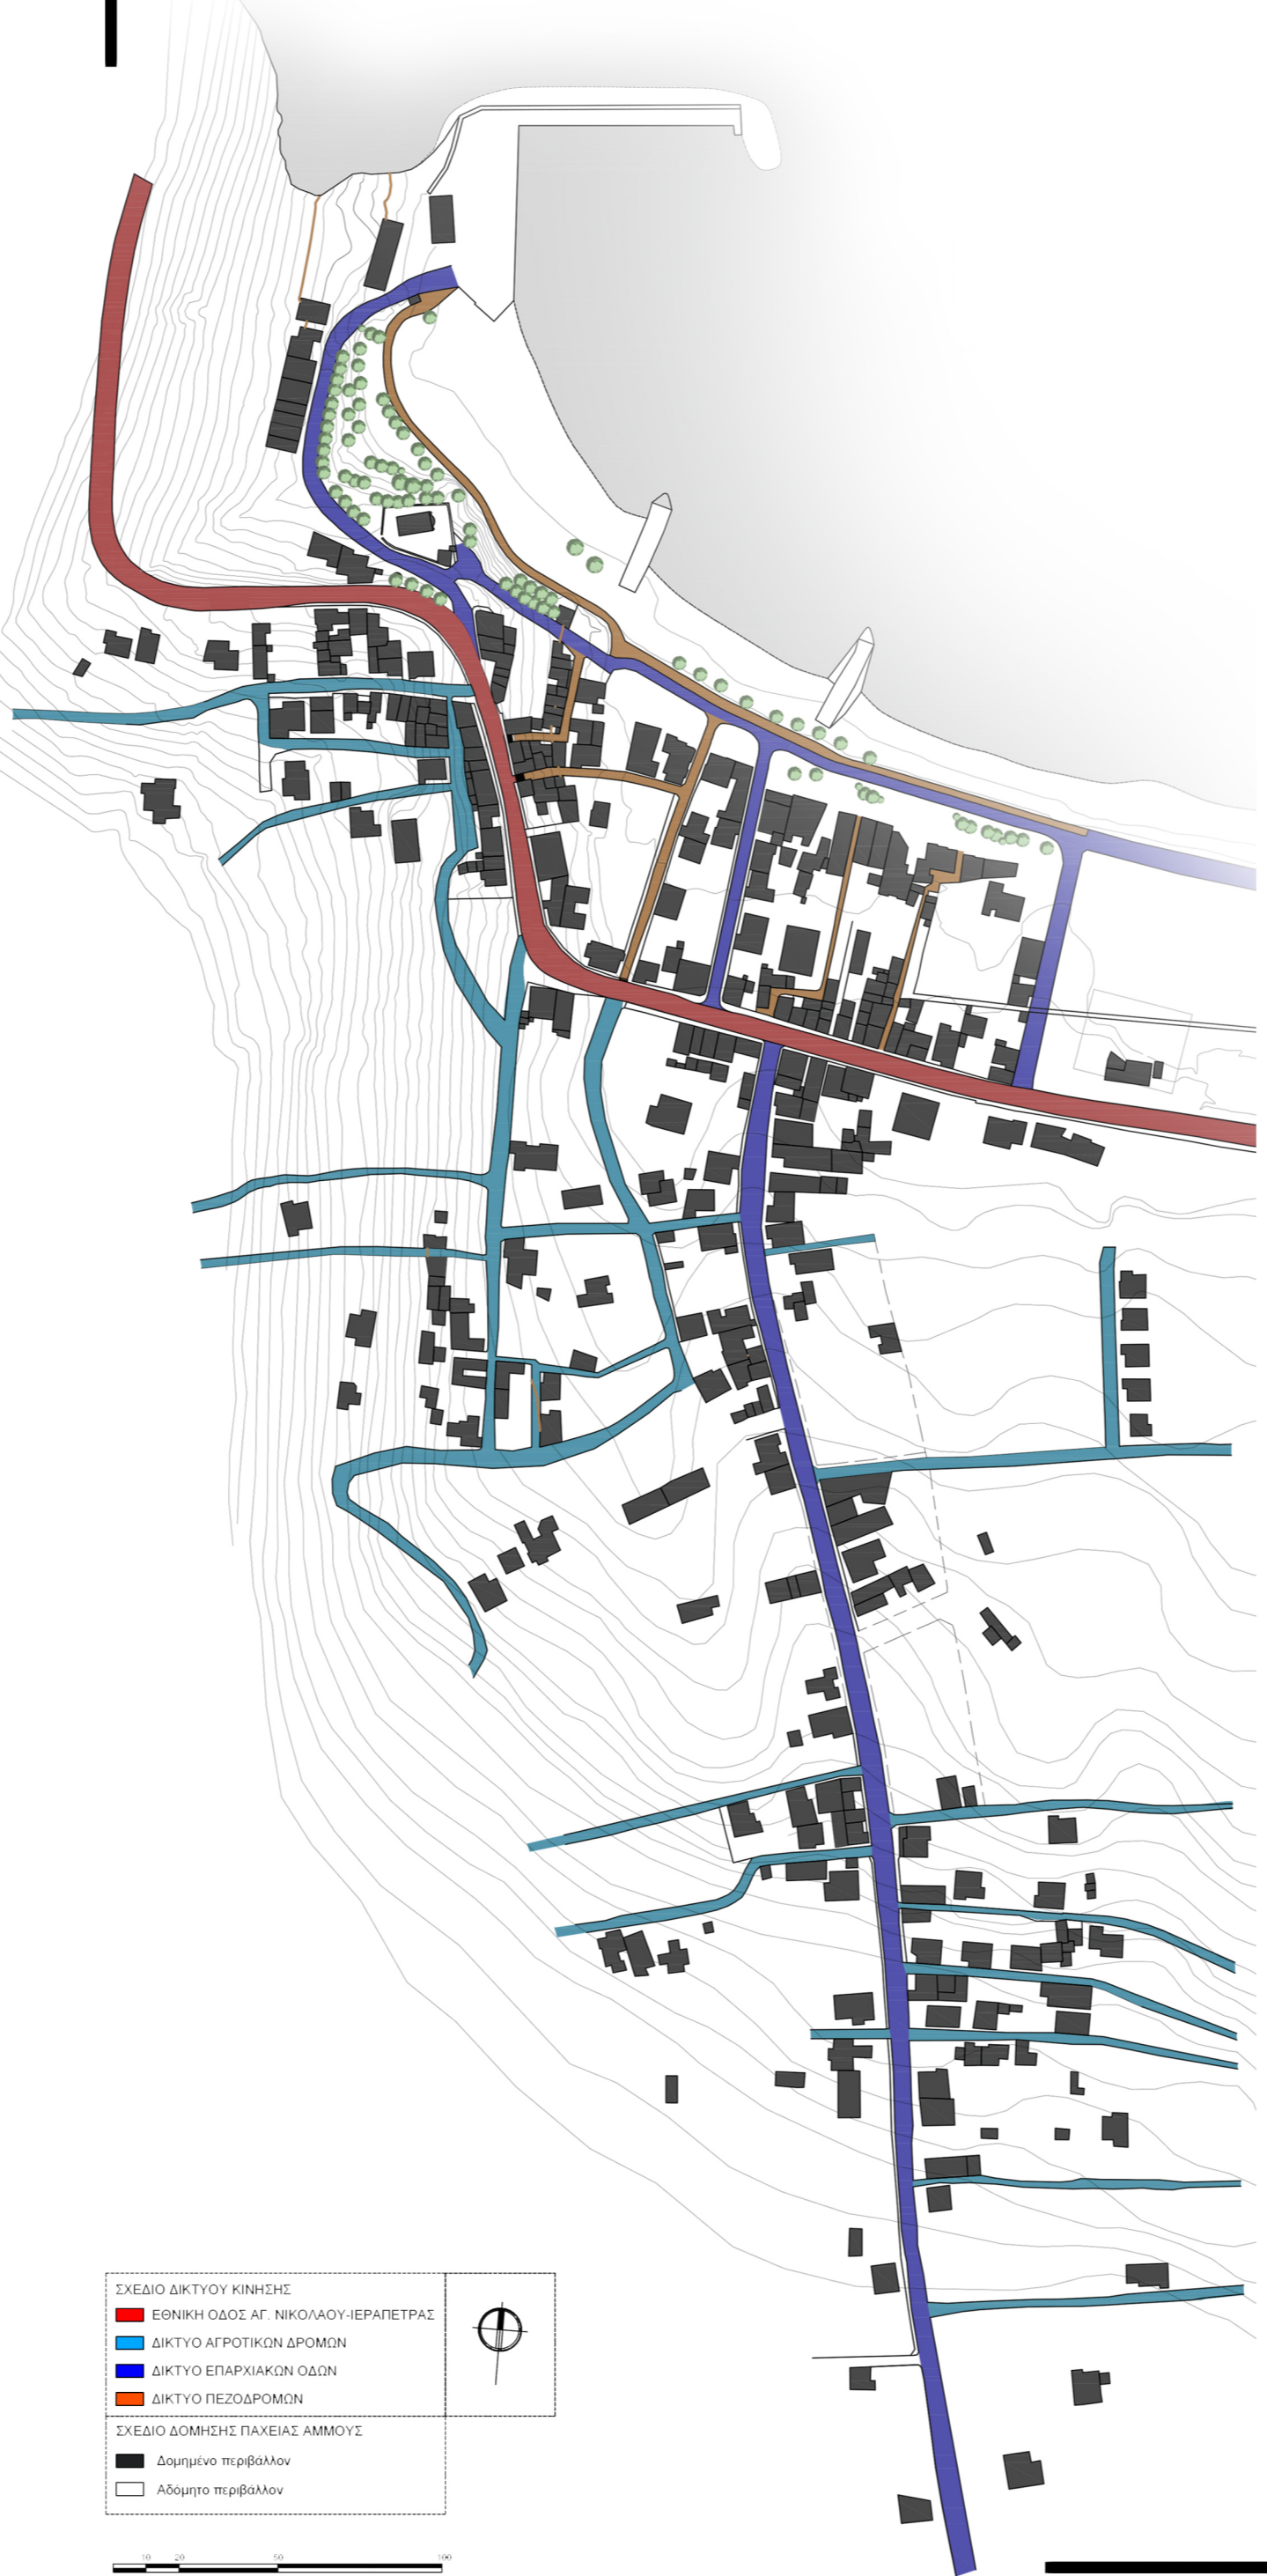 ΣΧΕΔΙΟ ΔΙΚΤΥΟΥ ΚΙΝΗΣΗΣ
ΕΘΝΙΚΗ ΟΔΟΣ ΑΓ. ΝΙΚΟΛΑΟΥ-ΙΕΡΑΠΕΤΡΑΣ
ΔΙΚΤΥΟ ΑΓΡΟΤΙΚΩΝ ΔΡΟΜΩΝ
ΔΙΚΤΥΟ ΕΠΑΡΧΙΑΚΩΝ ΟΔΩΝ
ΔΙΚΤΥΟ ΠΕΖΟΔΡΟΜΩΝ
ΣΧΕΔΙΟ ΔΟΜΗΣΗΣ ΠΑΧΕΙΑΣ ΑΜΜΟΥΣ
Δομημένο περιβάλλον
Αδόμητο περιβάλλον
10 20 50 100